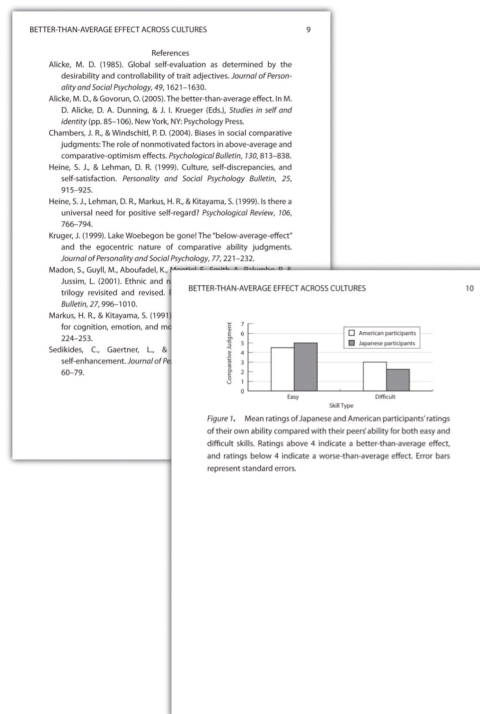 BETTER-THAN-AVERAGE EFFECT ACROSS CULTURES 9
References
Alicke, M. D. (1985). Global self-evaluation as determined by the
desirability and controllability of trait adjectives. Journal of Person-
ality and Social Psychology, 49, 1621–1630.
Alicke, M. D., & Govorun, O. (2005). The better-than-average effect. In M.
D. Alicke, D. A. Dunning, & J. I. Krueger (Eds.), Studies in self and
identity (pp. 85–106). New York, NY: Psychology Press.
Chambers, J. R., & Windschitl, P. D. (2004). Biases in social comparative
judgments: The role of nonmotivated factors in above-average and
comparative-optimism effects. Psychological Bulletin, 130, 813–838.
Heine, S. J., & Lehman, D. R. (1999). Culture, self-discrepancies, and
self-satisfaction. Personality and Social Psychology Bulletin, 25,
915–925.
Heine, S. J., Lehman, D. R., Markus, H. R., & Kitayama, S. (1999). Is there a
universal need for positive self-regard? Psychological Review, 106,
766–794.
Kruger, J. (1999). Lake Woebegon be gone! The “below-average-effect”
and the egocentric nature of comparative ability judgments.
Journal of Personality and Social Psychology, 77, 221–232.
Madon, S., Guyll, M., Aboufadel, K., Montiel, E., Smith, A., Palumbo, P., &
Jussim, L. (2001). Ethnic and n
trilogy revisited and revised.
Bulletin, 27, 996–1010.
Markus, H. R., & Kitayama, S. (1991)
for cognition, emotion, and mo
224–253.
Sedikides, C., Gaertner, L., &
self-enhancement. Journal of Pe
60–79.
BETTER-THAN-AVERAGE EFFECT ACROSS CULTURES 10
Comparative Judgment
7
6
5
4
3
2
1
0
American participants
Japanese participants
Easy Difficult
Skill Type
Figure 1. Mean ratings of Japanese and American participants’ ratings
of their own ability compared with their peers’ ability for both easy and
difficult skills. Ratings above 4 indicate a better-than-average effect,
and ratings below 4 indicate a worse-than-average effect. Error bars
represent standard errors.